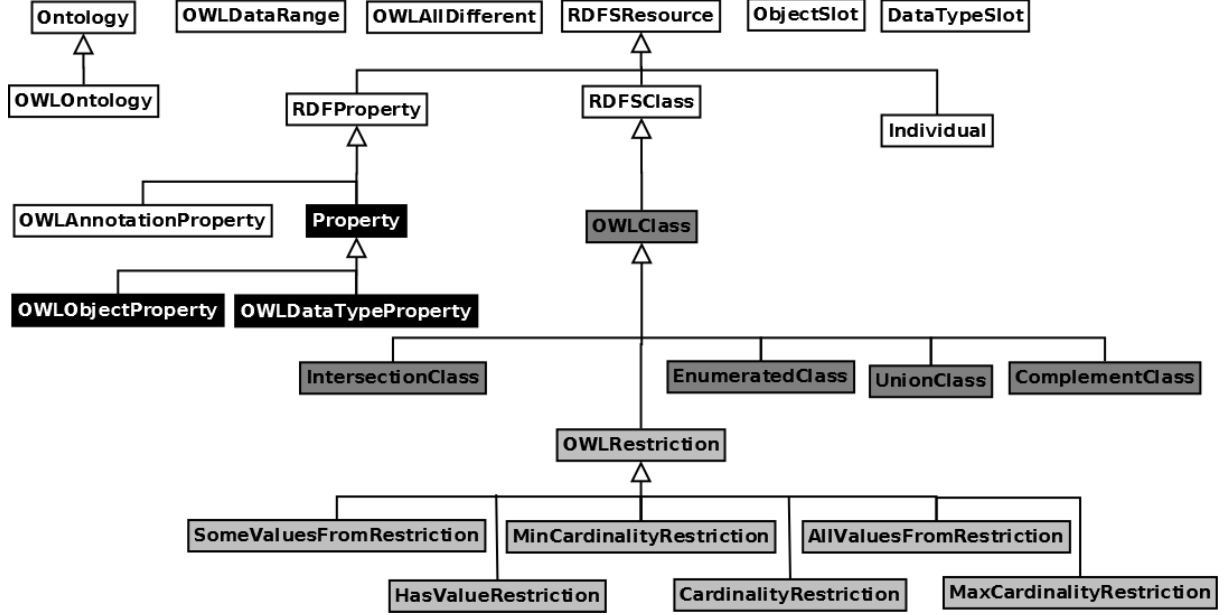 Ontology
OWLDataRange
OWLAllDifferent
RDFSResource
ObjectSlot
DataTypeSlot
OWLOntology
RDFProperty
RDFSClass
Individual
OWLAnnotationProperty
Property
OWLClass
OWLObjectProperty
OWLDataTypeProperty
IntersectionClass
EnumeratedClass
UnionClass
ComplementClass
OWLRestriction
SomeValuesFromRestriction
MinCardinalityRestriction
AllValuesFromRestriction
HasValueRestriction
CardinalityRestriction
MaxCardinalityRestriction